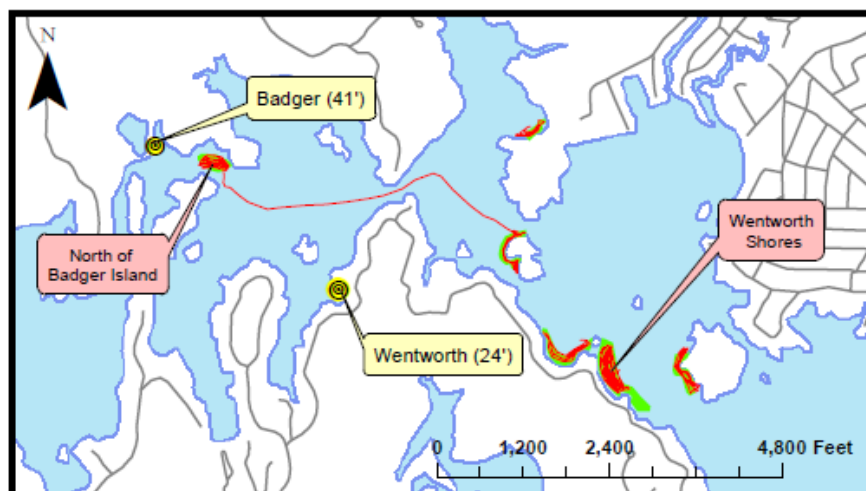 N
Badger (41')
North of
Badger Island
Wentworth
Shores
Wentworth (24')
0 1,200 2,400 4,800 Feet